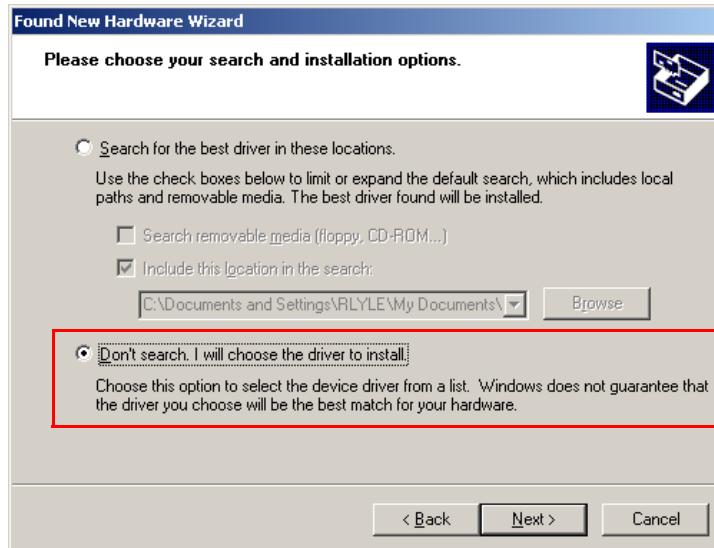 Found New Hardware Wizard
Please choose your search and installation options.
Search for the best driver in these locations.
Use the check boxes below to limit or expand the default search, which includes local
paths and removable media. The best driver found will be installed.
Search removable media (floppy, CD-ROM...)
Include this location in the search:
C:\Documents and Settings\RLYLE\My Documents\
Browse
Don't search. I will choose the driver to install.
Choose this option to select the device driver from a list.  Windows does not guarantee that
the driver you choose will be the best match for your hardware.
< Back
Next >
Cancel